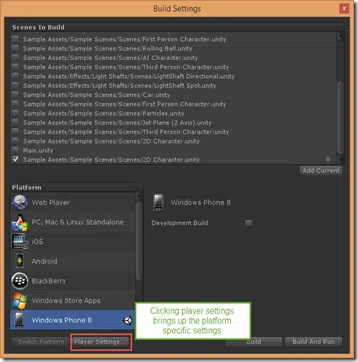 Build Settings
x
Scenes In Build
Sample Assets/Sample Scenes/Scenes/First Person Character.unity
Sample Assets/Sample Scenes/Scenes/Rolling Ball.unity
Sample Assets/Sample Scenes/Scenes/AI Character.unity
Sample Assets/Sample Scenes/Scenes/Third Person Character.unity
Sample Assets/Effects/Light Shafts/Scenes/LightShaft Directional.unity
Sample Assets/Effects/Light Shafts/Scenes/LightShaft Spot.unity
Sample Assets/Sample Scenes/Scenes/Car.unity
Sample Assets/Sample Scenes/Scenes/Particles.unity
Sample Assets/Sample Scenes/Scenes/Jet Plane (2 Axis).unity
Sample Assets/Sample Scenes/Scenes/Third Person Character.unity
Sample Assets/Sample Scenes/Scenes/2D Character.unity
Main.unity
Sample Assets/Sample Scenes/Scenes/First Person Character.unity
Sample Assets/Sample Scenes/Scenes/2D Character.unity 0
Add Current
Platform
Web Player
PC, Mac & Linux Standalone
iOS
Android
BlackBerry
Windows Store Apps
Windows Phone 8
Windows Phone 8
Development Build
Clicking player settings
brings up the platform
specific settings
Switch Platform
Player Settings...
Build
Build And Run